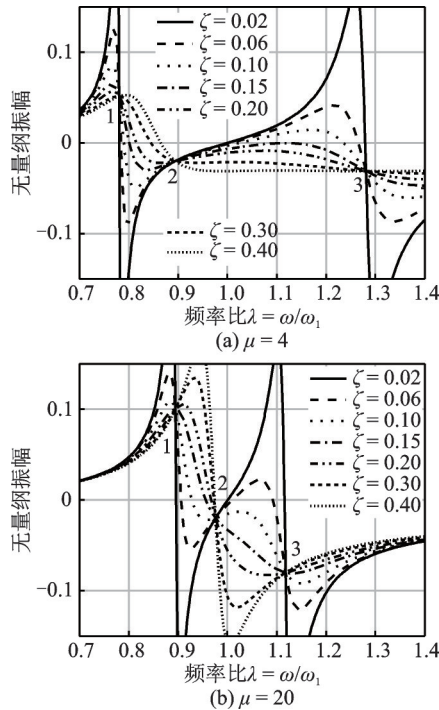 0.1
0
−0.1
无量纲振幅
ζ = 0.02
ζ = 0.06
ζ = 0.10
ζ = 0.15
ζ = 0.20
ζ = 0.30
ζ = 0.40
1
2
3
0.7 0.8 0.9 1.0 1.1 1.2 1.3 1.4
频率比λ = ω/ω₁
(a) μ = 4
0.1
0
−0.1
无量纲振幅
ζ = 0.02
ζ = 0.06
ζ = 0.10
ζ = 0.15
ζ = 0.20
ζ = 0.30
ζ = 0.40
1
2
3
0.7 0.8 0.9 1.0 1.1 1.2 1.3 1.4
频率比λ = ω/ω₁
(b) μ = 20